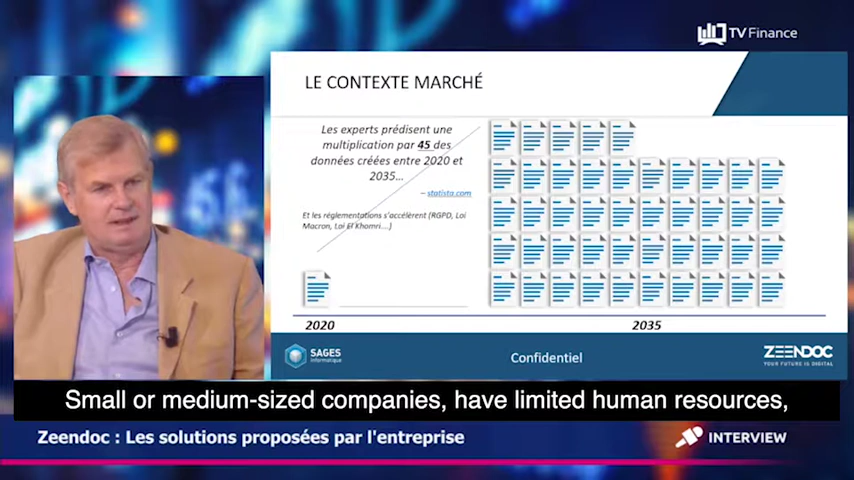 TV Finance
LE CONTEXTE MARCHÉ
Les experts prédisent une
multiplication par 45 des
données créées entre 2020 et
2035...
– statista.com
Et les réglementations s'accélèrent (RGPD, Loi
Macron, Loi El Khomri...)
2020
2035
SAGES
informatique
Confidentiel
ZEENDOC
YOUR FUTURE IS DIGITAL
Small or medium-sized companies, have limited human resources,
Zeendoc : Les solutions proposées par l'entreprise
INTERVIEW